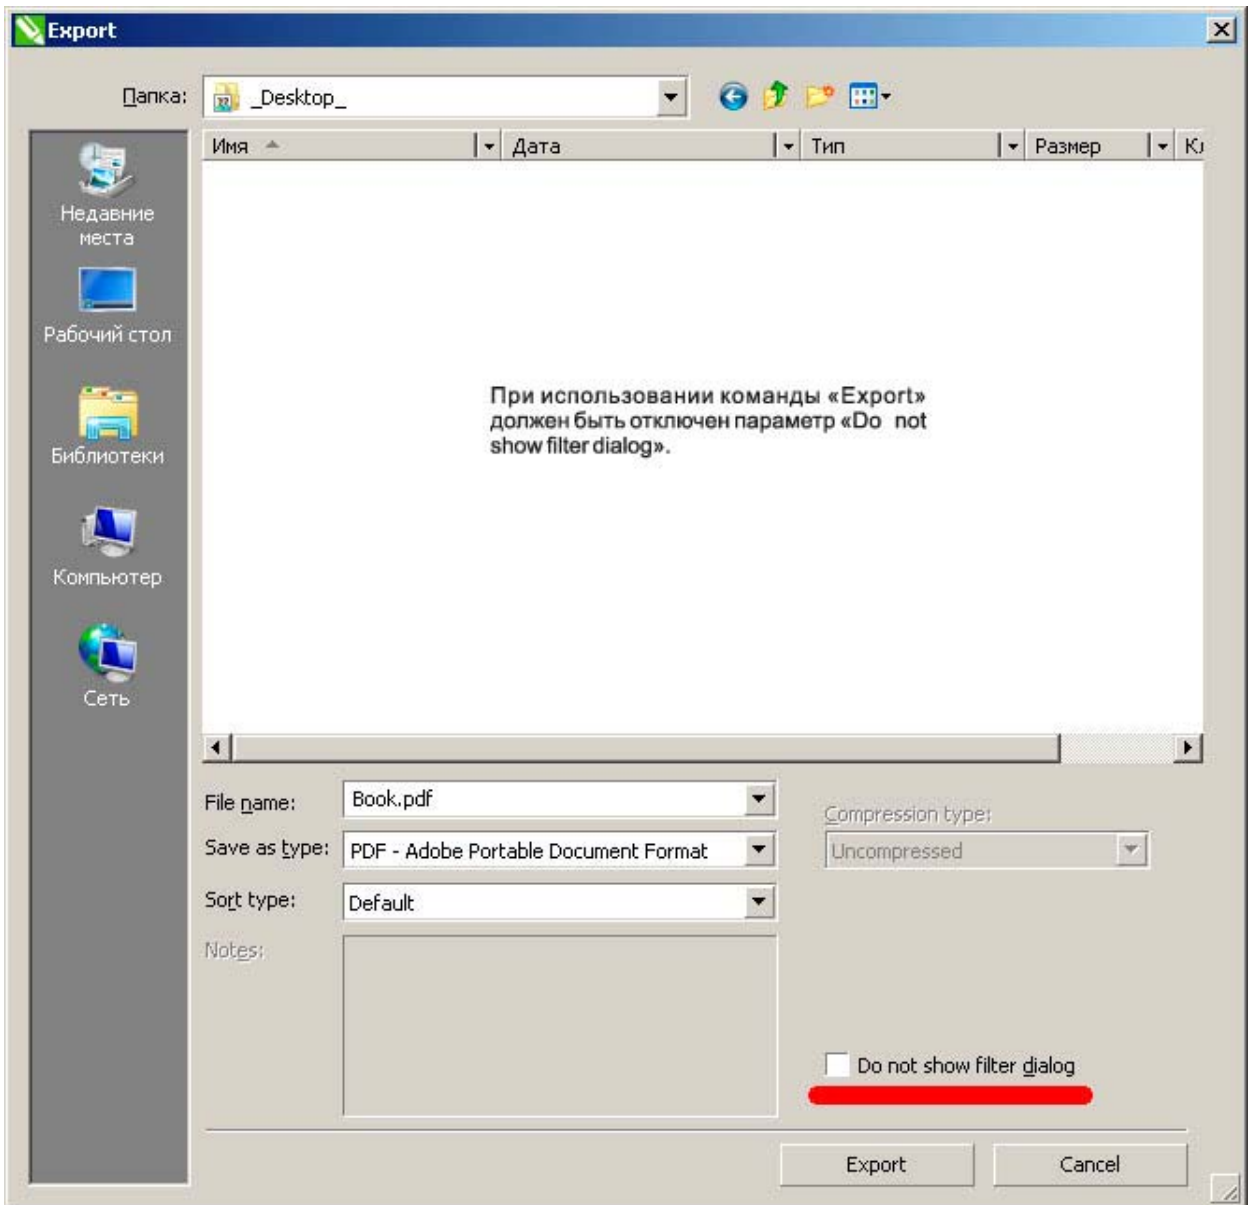 Export
Папка:
_Desktop_
Имя Дата Тип Размер
Недавние
места
Рабочий стол
Библиотеки
Компьютер
Сеть
При использовании команды «Export»
должен быть отключен параметр «Do not
show filter dialog».
File name:
Book.pdf
Save as type:
PDF - Adobe Portable Document Format
Sort type:
Default
Notes:
Compression type:
Uncompressed
Do not show filter dialog
Export
Cancel